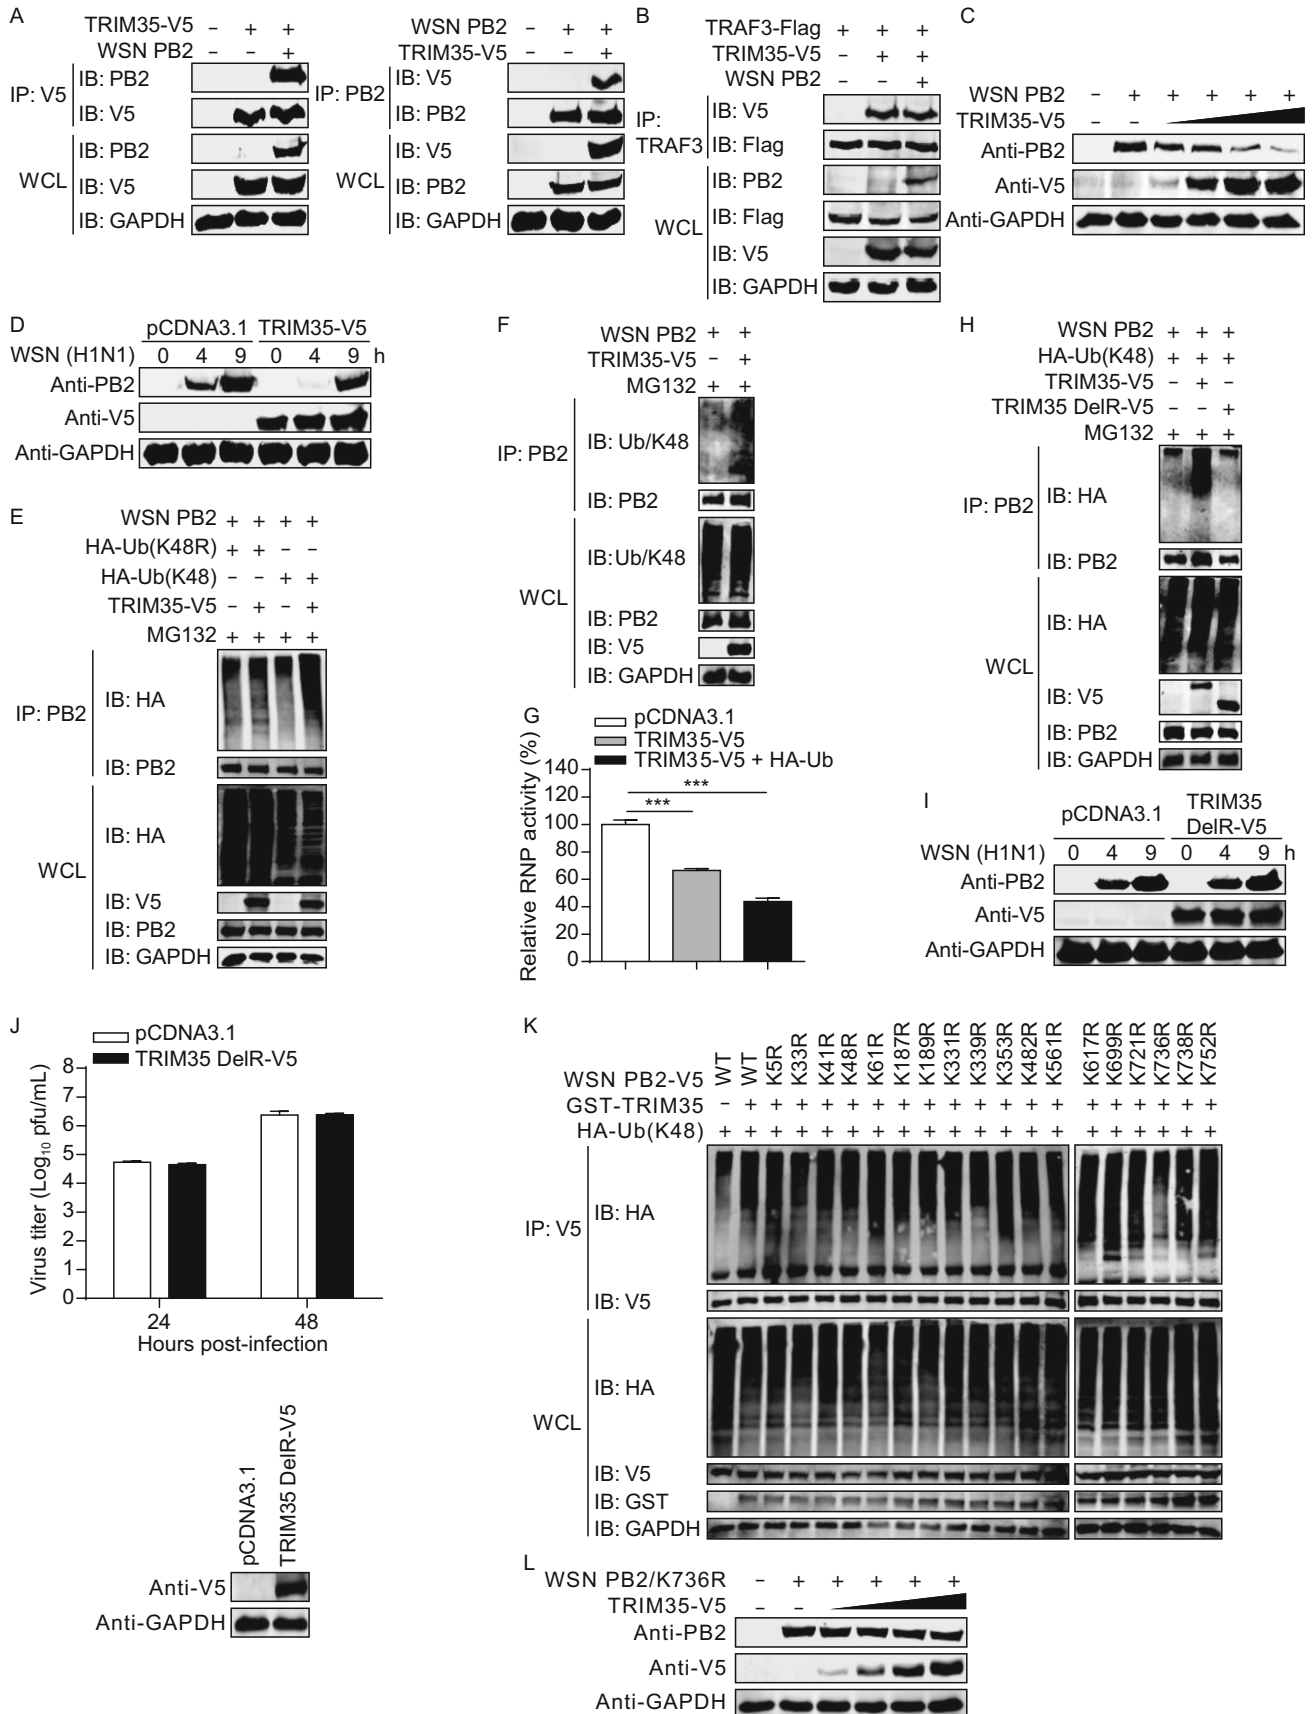 A
TRIM35-V5 – + +
WSN PB2 – – +
IP: V5
IB: PB2
IB: V5
WCL
IB: PB2
IB: V5
IB: GAPDH
WSN PB2 – + +
TRIM35-V5 – – +
IP: PB2
IB: V5
IB: PB2
WCL
IB: V5
IB: PB2
IB: GAPDH
B
TRAF3-Flag + + +
TRIM35-V5 – + +
WSN PB2 – – +
IP: TRAF3
IB: V5
IB: Flag
WCL
IB: PB2
IB: Flag
IB: V5
IB: GAPDH
C
WSN PB2 – + + + + +
TRIM35-V5 – –
Anti-PB2
Anti-V5
Anti-GAPDH
D
pCDNA3.1 TRIM35-V5
WSN (H1N1) 0 4 9 0 4 9 h
Anti-PB2
Anti-V5
Anti-GAPDH
E
WSN PB2 + + + +
HA-Ub(K48R) + + – –
HA-Ub(K48) – – + +
TRIM35-V5 – + – +
MG132 + + + +
IP: PB2
IB: HA
IB: PB2
WCL
IB: HA
IB: V5
IB: PB2
IB: GAPDH
F
WSN PB2 + +
TRIM35-V5 – +
MG132 + +
IP: PB2
IB: Ub/K48
IB: PB2
WCL
IB:Ub/K48
IB: PB2
IB: V5
IB: GAPDH
G
pCDNA3.1
TRIM35-V5
TRIM35-V5 + HA-Ub
Relative RNP activity (%)
140
120
100
80
60
40
20
0
***
***
H
WSN PB2 + + +
HA-Ub(K48) + + +
TRIM35-V5 – + –
TRIM35 DelR-V5 – – +
MG132 + + +
IP: PB2
IB: HA
IB: PB2
WCL
IB: HA
IB: V5
IB: PB2
IB: GAPDH
I
pCDNA3.1 TRIM35 DelR-V5
WSN (H1N1) 0 4 9 0 4 9 h
Anti-PB2
Anti-V5
Anti-GAPDH
J
pCDNA3.1
TRIM35 DelR-V5
Virus titer (Log10 pfu/mL)
8
7
6
5
4
3
2
1
0
24 48
Hours post-infection
pCDNA3.1
TRIM35 DelR-V5
Anti-V5
Anti-GAPDH
K
WSN PB2-V5 WT WT K5R K33R K41R K48R K61R K187R K189R K331R K339R K353R K482R K561R K617R K699R K721R K736R K738R K752R
GST-TRIM35 – + + + + + + + + + + + + + + + + + + +
HA-Ub(K48) + + + + + + + + + + + + + + + + + + + +
IP: V5
IB: HA
IB: V5
WCL
IB: HA
IB: V5
IB: GST
IB: GAPDH
L
WSN PB2/K736R – + + + + +
TRIM35-V5 – –
Anti-PB2
Anti-V5
Anti-GAPDH